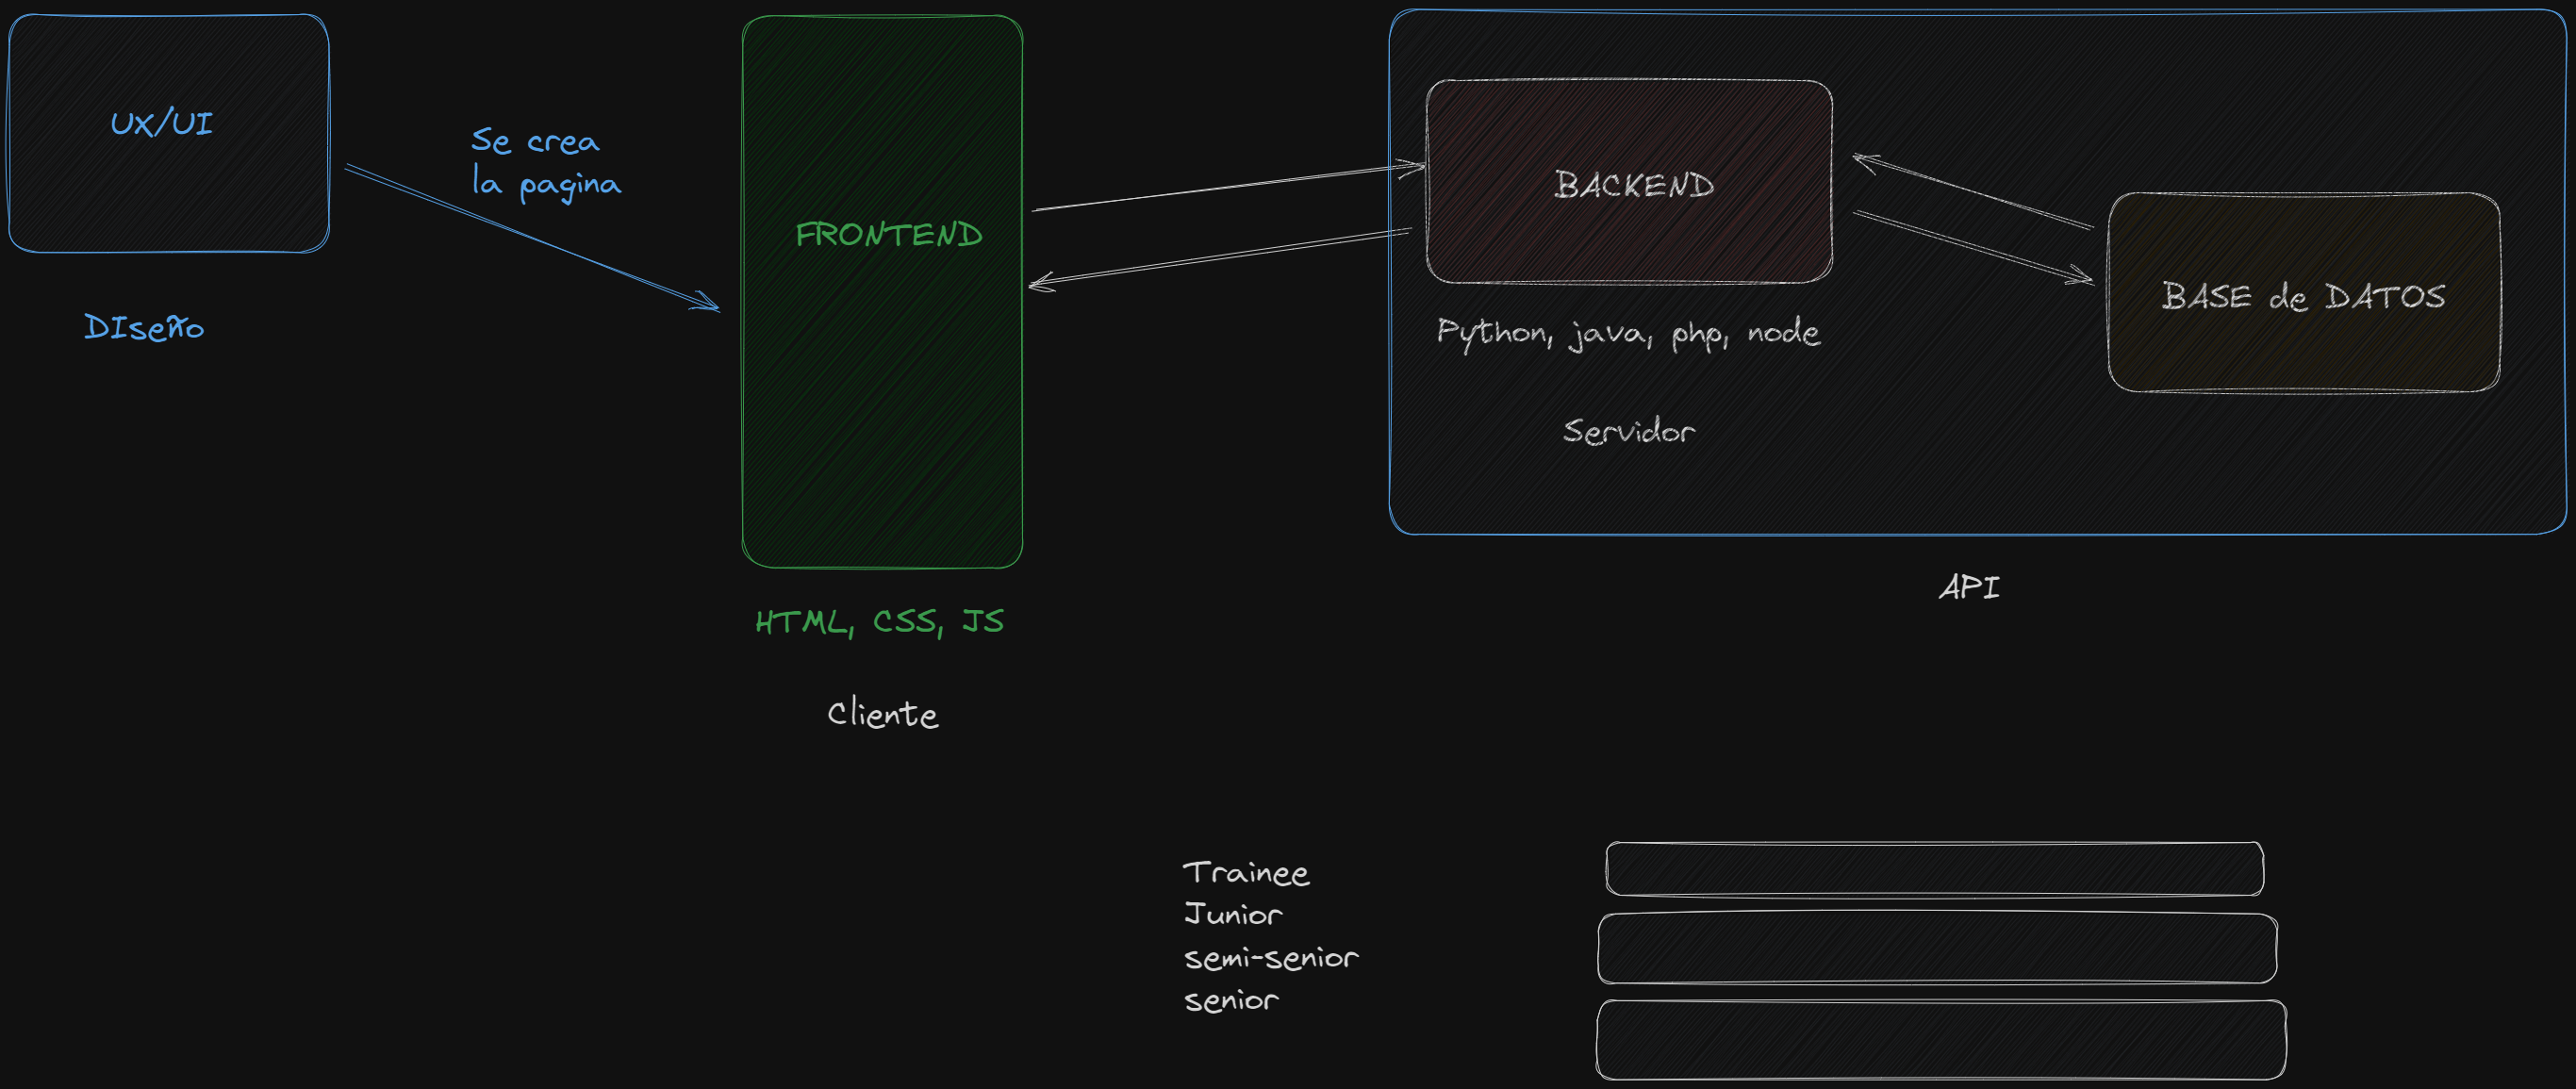 UX/UI
DIseño
Se crea
la pagina
FRONTEND
HTML, CSS, JS
Cliente
BACKEND
Python, java, php, node
Servidor
BASE de DATOS
API
Trainee
Junior
semi-senior
senior